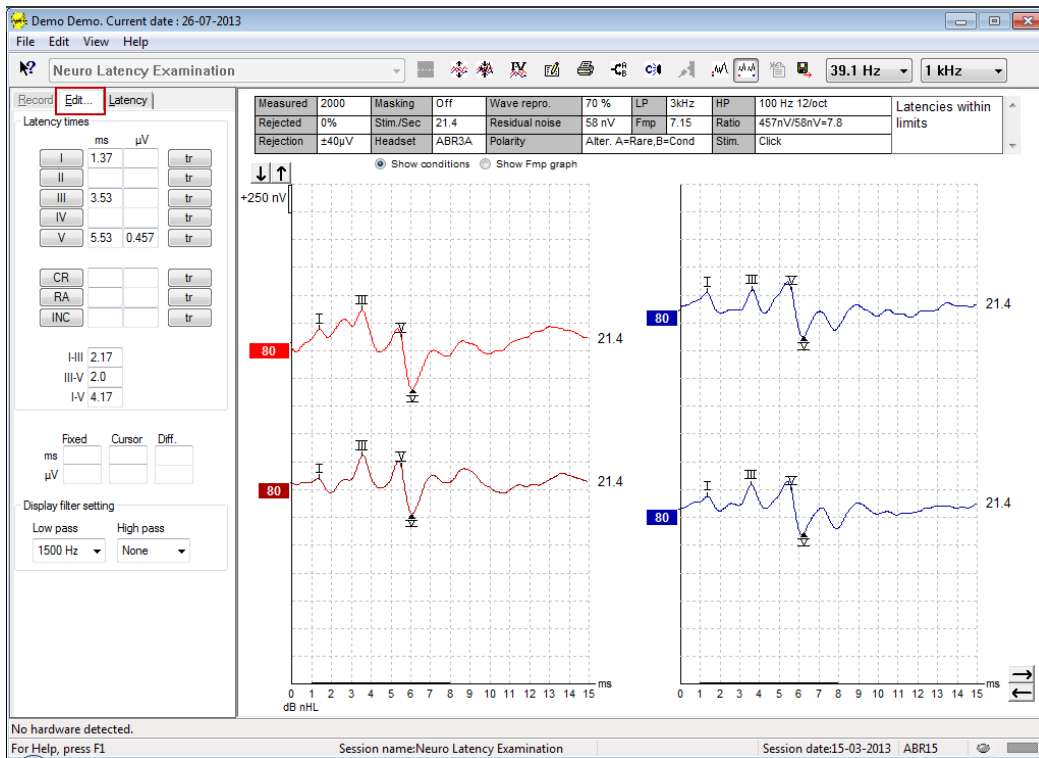 Demo Demo. Current date : 26-07-2013
File Edit View Help
Neuro Latency Examination 39.1 Hz 1 kHz
Record Edit... Latency
Latency times
ms µV
I 1.37 tr
II tr
III 3.53 tr
IV tr
V 5.53 0.457 tr
CR tr
RA tr
INC tr
I-III 2.17
III-V 2.0
I-V 4.17
Fixed Cursor Diff.
ms
µV
Display filter setting
Low pass High pass
1500 Hz None
Measured 2000 Masking Off Wave repro. 70 % LP 3kHz HP 100 Hz 12/oct
Rejected 0% Stim./Sec 21.4 Residual noise 58 nV Fmp 7.15 Ratio 457nV/58nV=7.8
Rejection ±40µV Headset ABR3A Polarity Alter. A=Rare,B=Cond Stim. Click
Latencies within
limits
Show conditions Show Fmp graph
+250 nV
I III V
80 21.4
V
I III V
80 21.4
V
0 1 2 3 4 5 6 7 8 9 10 11 12 13 14 15 ms
dB nHL
I III V
80 21.4
V
I III V
80 21.4
V
0 1 2 3 4 5 6 7 8 9 10 11 12 13 14 15 ms
No hardware detected.
For Help, press F1 Session name:Neuro Latency Examination Session date:15-03-2013 ABR15